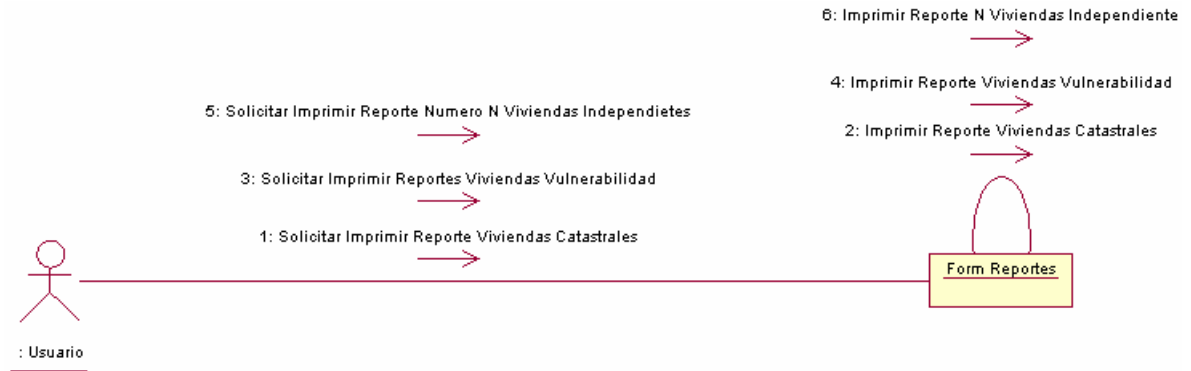 6: Imprimir Reporte N Viviendas Independiente
4: Imprimir Reporte Viviendas Vulnerabilidad
5: Solicitar Imprimir Reporte Numero N Viviendas Independietes
2: Imprimir Reporte Viviendas Catastrales
3: Solicitar Imprimir Reportes Viviendas Vulnerabilidad
1: Solicitar Imprimir Reporte Viviendas Catastrales
Form Reportes
: Usuario